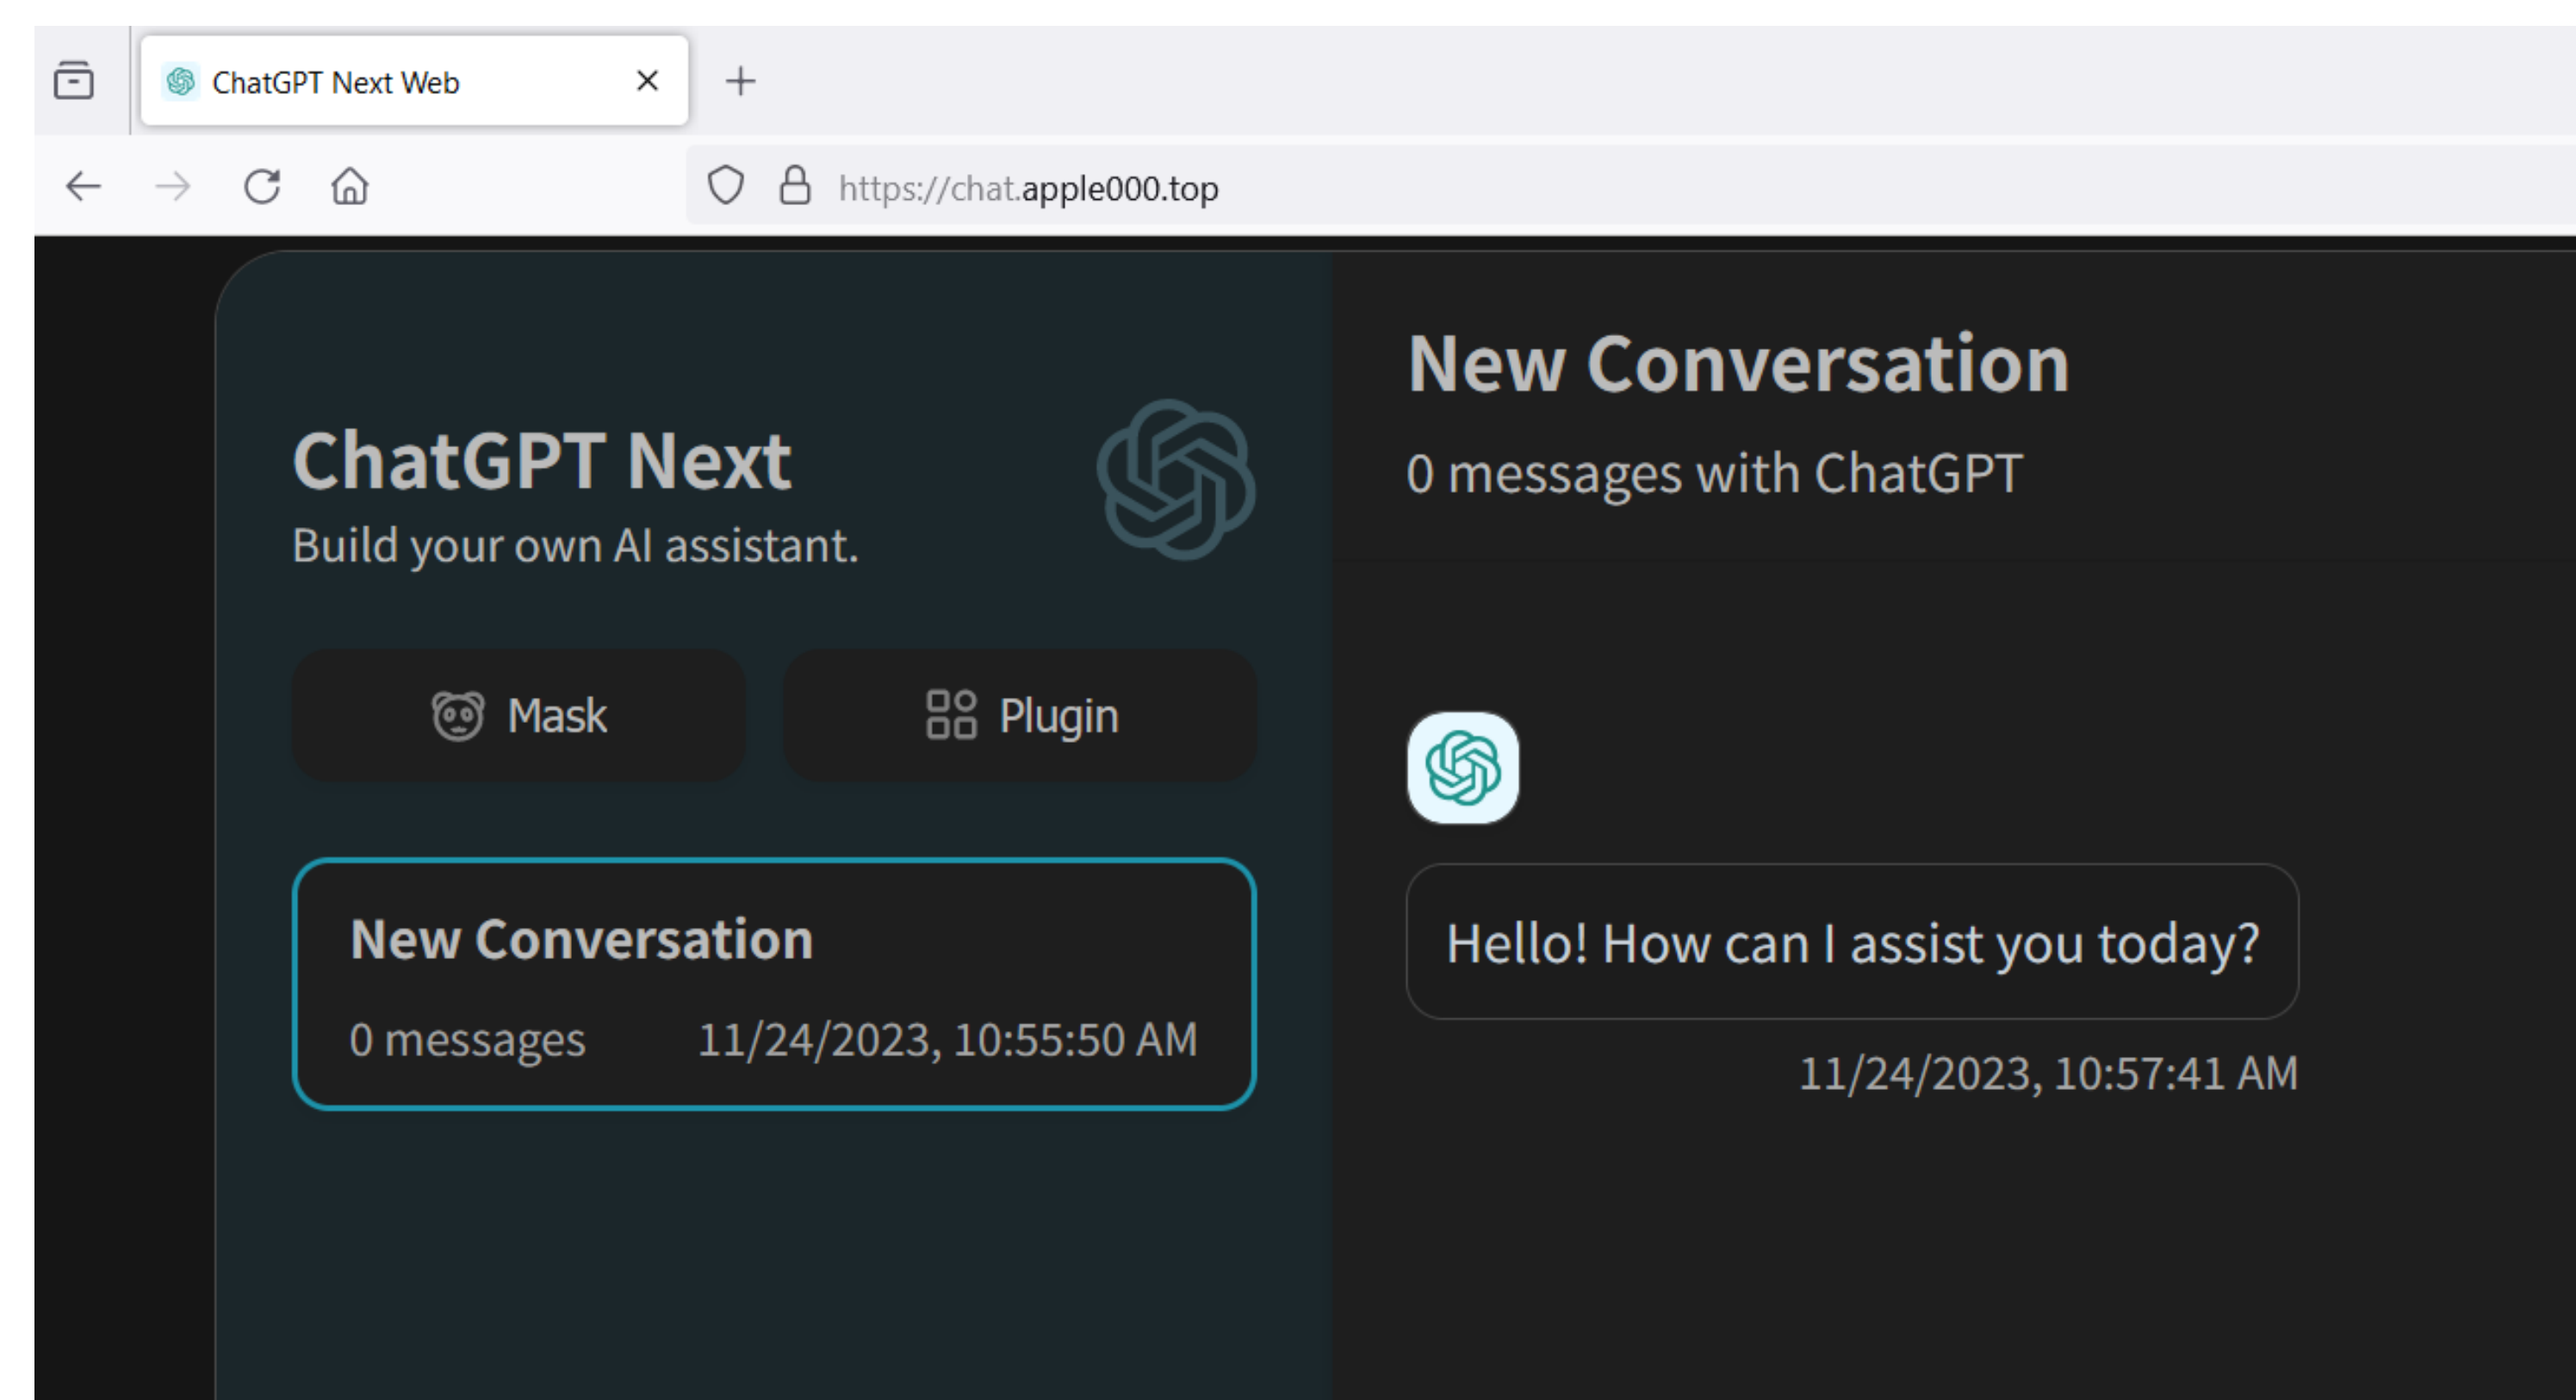 ChatGPT Next Web
https://chat.apple000.top
ChatGPT Next
Build your own AI assistant.
Mask
Plugin
New Conversation
0 messages 11/24/2023, 10:55:50 AM
New Conversation
0 messages with ChatGPT
Hello! How can I assist you today?
11/24/2023, 10:57:41 AM